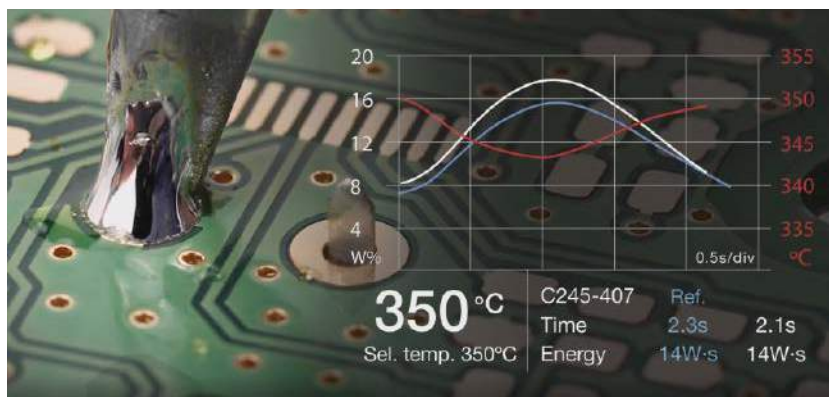 20 355
16 350
12 345
8 340
4 335
W% 0.5s/div ºC
350 ºC
Sel. temp. 350ºC
C245-407 Ref.
Time 2.3s 2.1s
Energy 14W·s 14W·s